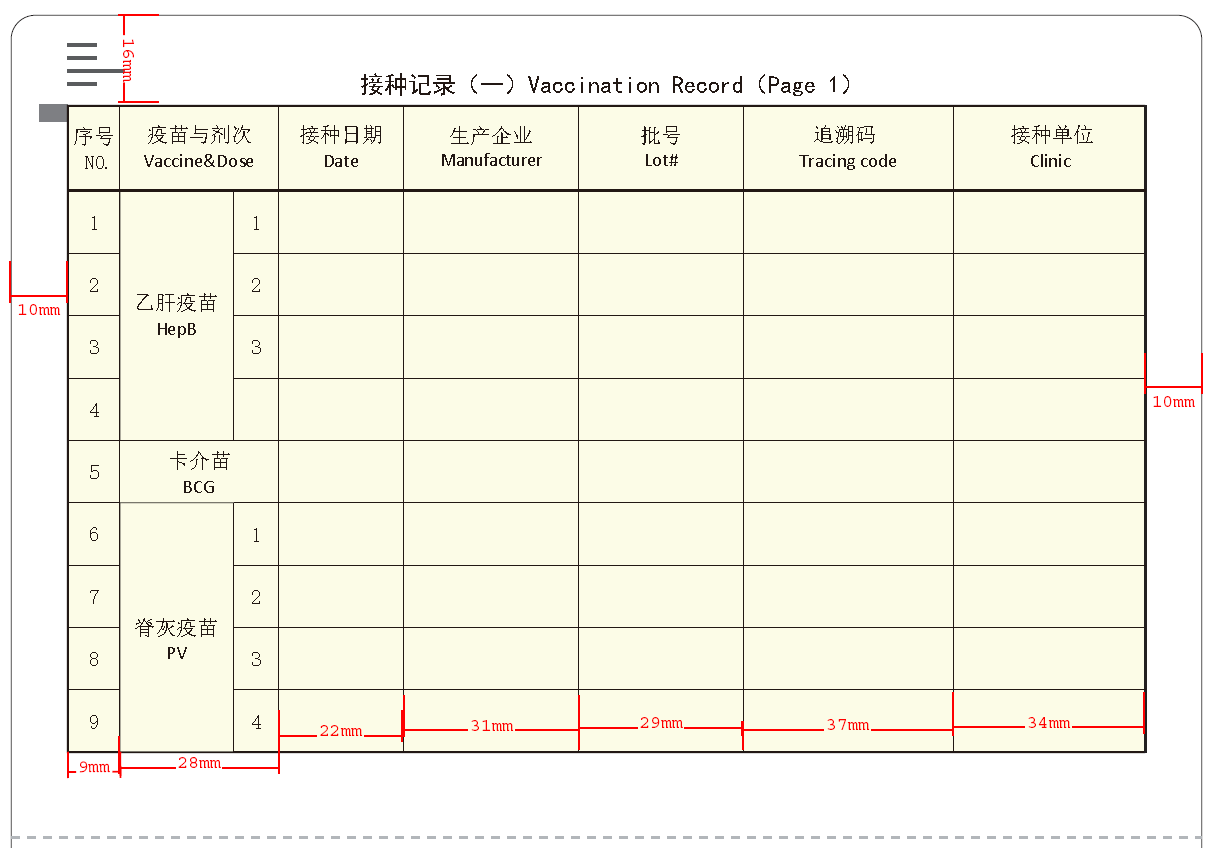 16mm
接种记录（一）Vaccination Record（Page 1）
序号 疫苗与剂次 接种日期 生产企业 批号 追溯码 接种单位
NO. Vaccine&Dose Date Manufacturer Lot# Tracing code Clinic
1 1
2 2
10mm
乙肝疫苗
HepB
3 3
10mm
4
5 卡介苗
BCG
6 1
7 2
脊灰疫苗
PV
8 3
9 4
22mm 31mm 29mm 37mm 34mm
9mm 28mm